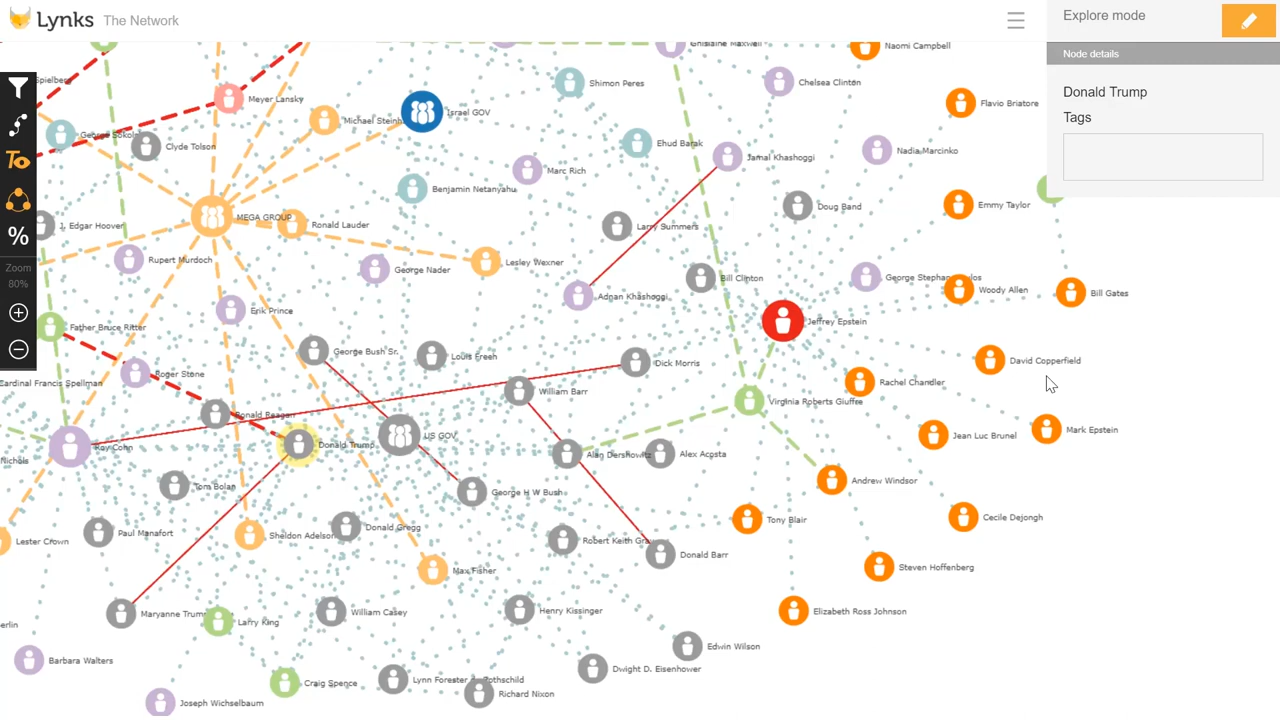 Lynks The Network
Explore mode
Node details
Donald Trump
Tags
To
%
Zoom
80%
Spielberg
Ghislaine Maxwell
Naomi Campbell
Shimon Peres
Chelsea Clinton
Meyer Lansky
Flavio Briatore
Israel GOV
Michael Steinh
George Soko
Clyde Tolson
Ehud Barak
Nadia Marcinko
Jamal Khashoggi
Marc Rich
Benjamin Netanyahu
Emmy Taylor
Doug Band
MEGA GROUP
J. Edgar Hoover
Ronald Lauder
Larry Summers
Rupert Murdoch
Lesley Wexner
George Nader
Bill Clinton
George Stephanopoulos
Woody Allen
Bill Gates
Adnan Khashoggi
Erik Prince
Jeffrey Epstein
Father Bruce Ritter
George Bush Sr.
Louis Freeh
Dick Morris
David Copperfield
Roger Stone
Cardinal Francis Spellman
Rachel Chandler
William Barr
Virginia Roberts Giuffre
Ronald Reagan
Mark Epstein
Jean Luc Brunel
US GOV
Donald Trump
Roy Cohn
Alan Dershowitz
Alex Acosta
Nichols
Andrew Windsor
Tom Bolan
George H W Bush
Cecile Dejongh
Tony Blair
Donald Gregg
Paul Manafort
Sheldon Adelson
Lester Crown
Robert Keith Gra
Donald Barr
Steven Hoffenberg
Max Fisher
Henry Kissinger
Elizabeth Ross Johnson
William Casey
Maryanne Trum
Larry King
erlin
Edwin Wilson
Barbara Walters
Dwight D. Eisenhower
Lynn Forester Rothschild
Craig Spence
Richard Nixon
Joseph Wichselbaum